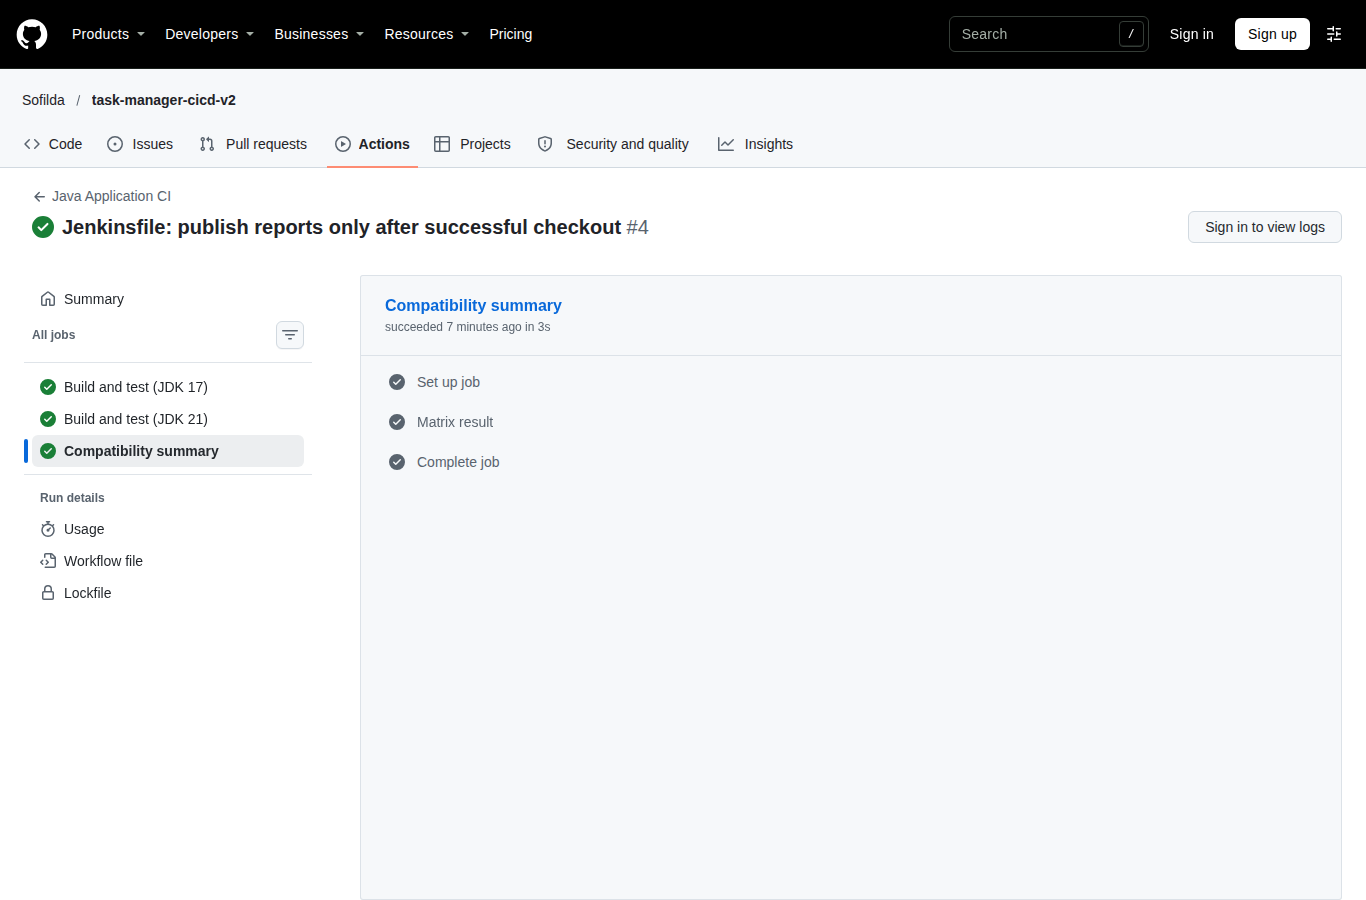 Products Developers Businesses Resources Pricing Search / Sign in Sign up
Sofilda / task-manager-cicd-v2
Code Issues Pull requests Actions Projects Security and quality Insights
Java Application CI
Jenkinsfile: publish reports only after successful checkout #4
Sign in to view logs
Summary
All jobs
Build and test (JDK 17)
Build and test (JDK 21)
Compatibility summary
Run details
Usage
Workflow file
Lockfile
Compatibility summary
succeeded 7 minutes ago in 3s
Set up job
Matrix result
Complete job